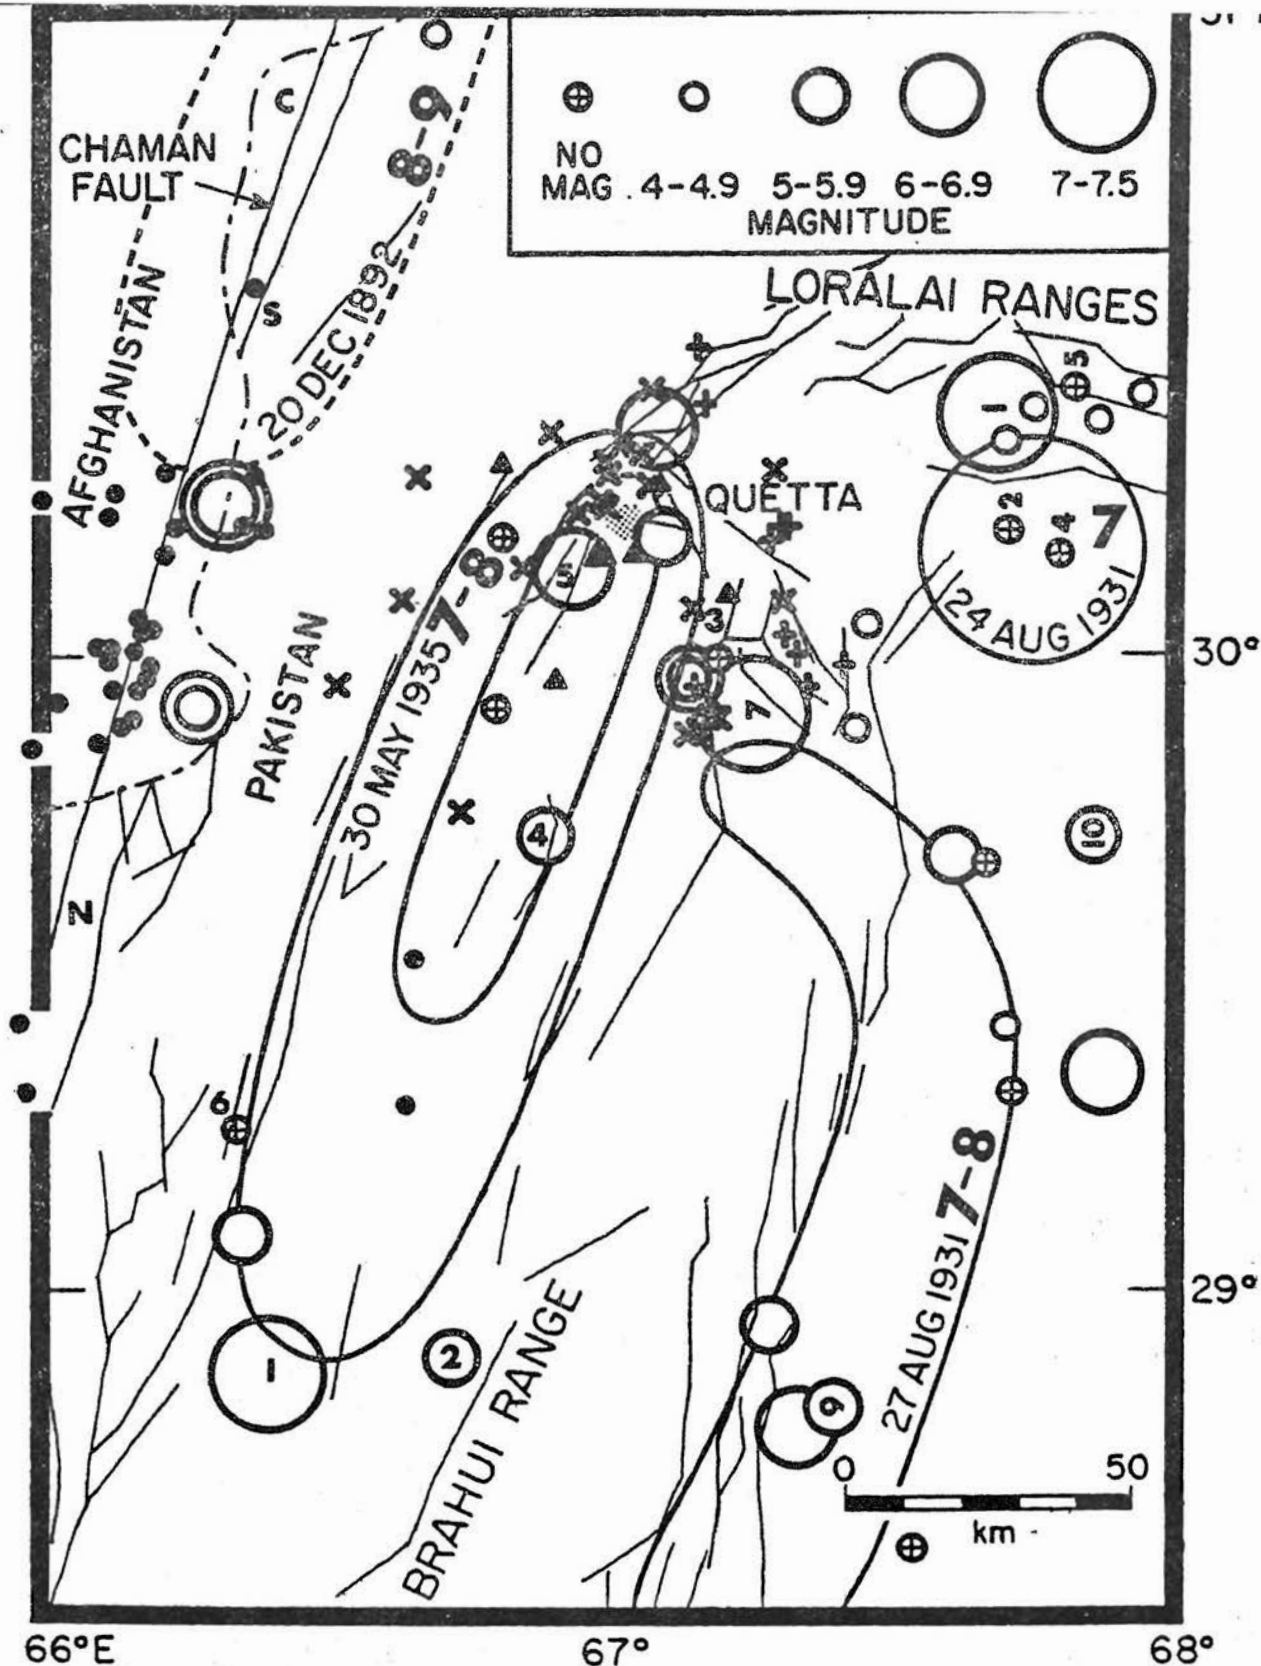 C
CHAMAN
FAULT
8-9
NO
MAG . 4-4.9 5-5.9 6-6.9 7-7.5
MAGNITUDE
AFGHANISTAN
S
20 DEC 1892
LORALAI RANGES
1
5
QUETTA
2
4
7
24 AUG 1931
5
3
30°
PAKISTAN
30 MAY 1935 7-8
7
4
10
N
6
27 AUG 1931 7-8
29°
1
2
BRAHUI RANGE
9
0 50
km
66°E 67° 68°